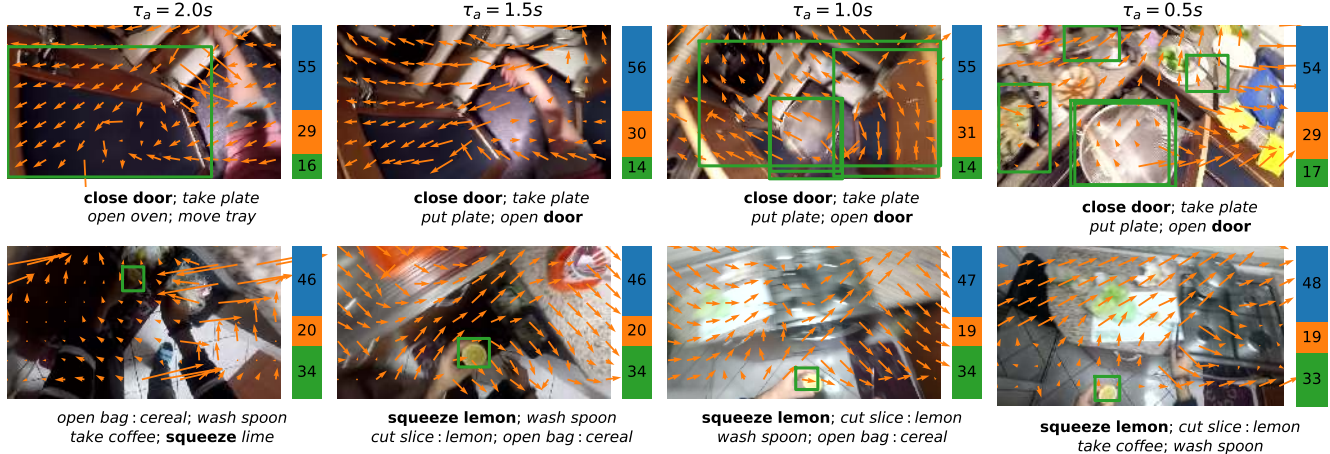 τₐ = 2.0s
τₐ = 1.5s
τₐ = 1.0s
τₐ = 0.5s
55
29
16
56
30
14
55
31
14
54
29
17
close door; take plate
open oven; move tray
close door; take plate
put plate; open door
close door; take plate
put plate; open door
close door; take plate
put plate; open door
46
20
34
46
20
34
47
19
34
48
19
33
open bag : cereal; wash spoon
take coffee; squeeze lime
squeeze lemon; wash spoon
cut slice : lemon; open bag : cereal
squeeze lemon; cut slice : lemon
wash spoon; open bag : cereal
squeeze lemon; cut slice : lemon
take coffee; wash spoon